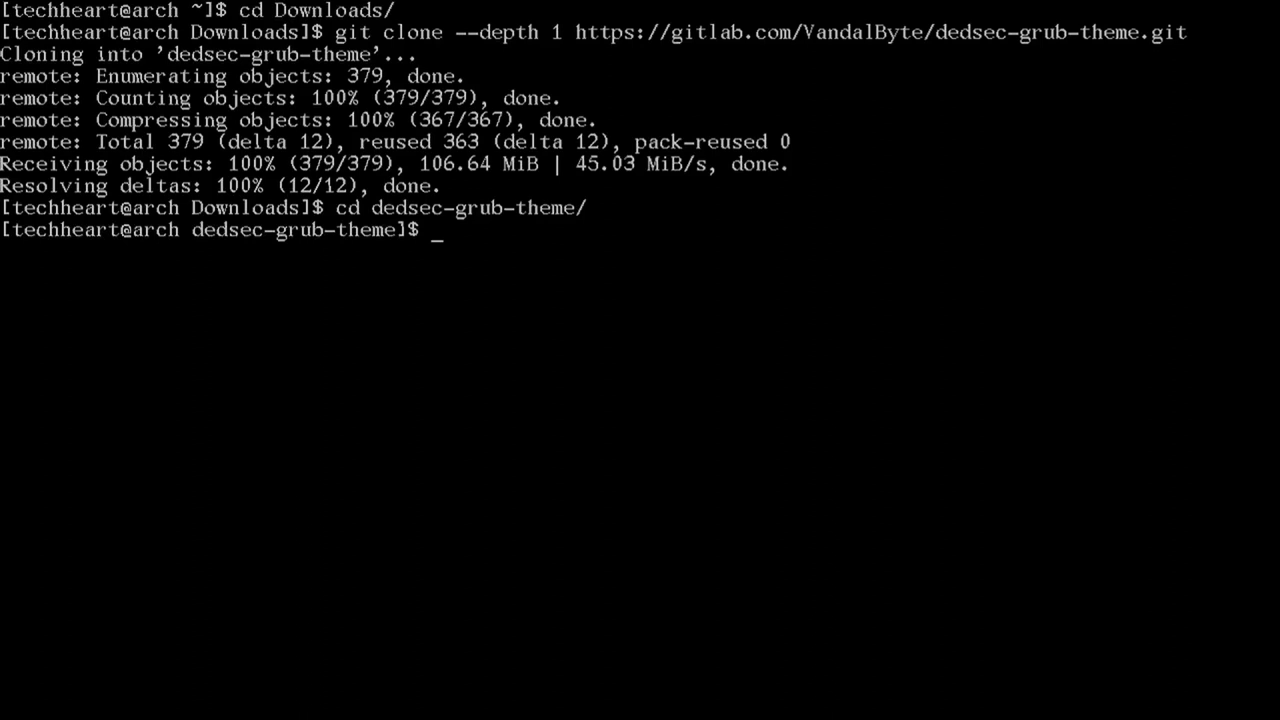 [techheart@arch ~]$ cd Downloads/
[techheart@arch Downloads]$ git clone --depth 1 https://gitlab.com/VandalByte/dedsec-grub-theme.git
Cloning into 'dedsec-grub-theme'...
remote: Enumerating objects: 379, done.
remote: Counting objects: 100% (379/379), done.
remote: Compressing objects: 100% (367/367), done.
remote: Total 379 (delta 12), reused 363 (delta 12), pack-reused 0
Receiving objects: 100% (379/379), 106.64 MiB | 45.03 MiB/s, done.
Resolving deltas: 100% (12/12), done.
[techheart@arch Downloads]$ cd dedsec-grub-theme/
[techheart@arch dedsec-grub-theme]$ _